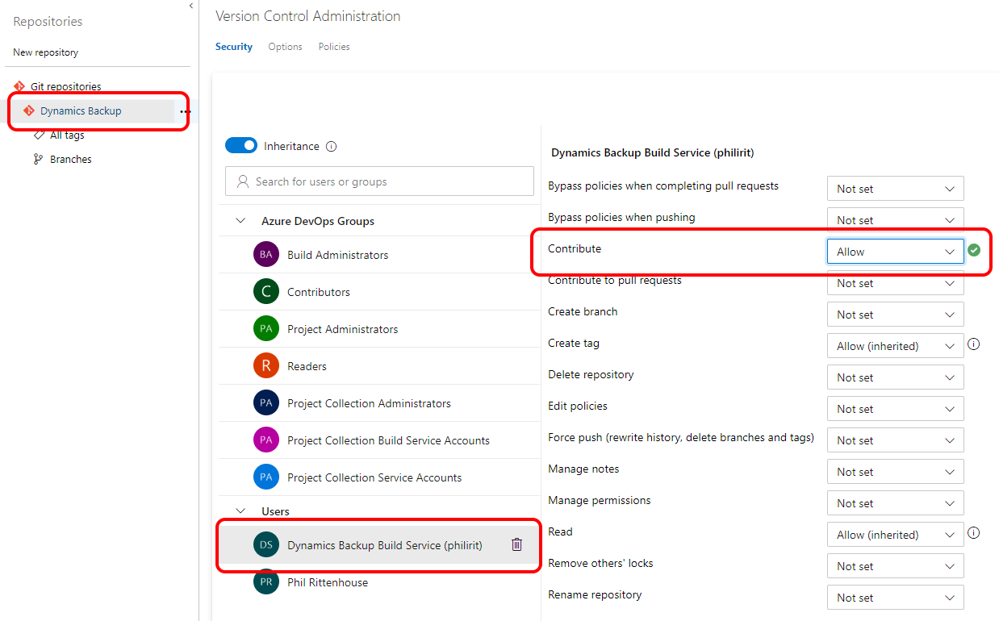 Repositories
New repository
Git repositories
Dynamics Backup
All tags
Branches
Version Control Administration
Security Options Policies
Inheritance
Search for users or groups
Azure DevOps Groups
BA Build Administrators
C Contributors
PA Project Administrators
R Readers
PA Project Collection Administrators
PA Project Collection Build Service Accounts
PA Project Collection Service Accounts
Users
DS Dynamics Backup Build Service (philirit)
PR Phil Rittenhouse
Dynamics Backup Build Service (philirit)
Bypass policies when completing pull requests Not set
Bypass policies when pushing Not set
Contribute Allow
Contribute to pull requests Not set
Create branch Not set
Create tag Allow (inherited)
Delete repository Not set
Edit policies Not set
Force push (rewrite history, delete branches and tags) Not set
Manage notes Not set
Manage permissions Not set
Read Allow (inherited)
Remove others' locks Not set
Rename repository Not set